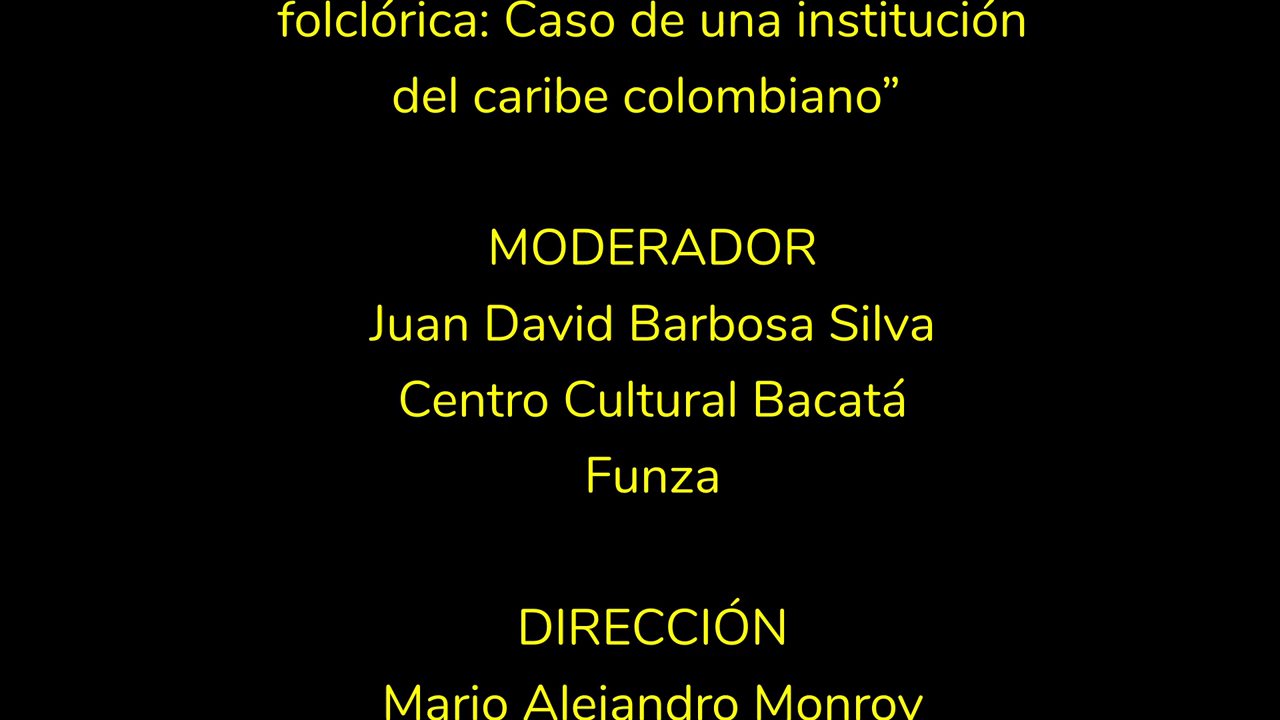 folclórica: Caso de una institución
del caribe colombiano”
MODERADOR
Juan David Barbosa Silva
Centro Cultural Bacatá
Funza
DIRECCIÓN
Mario Alejandro Monroy